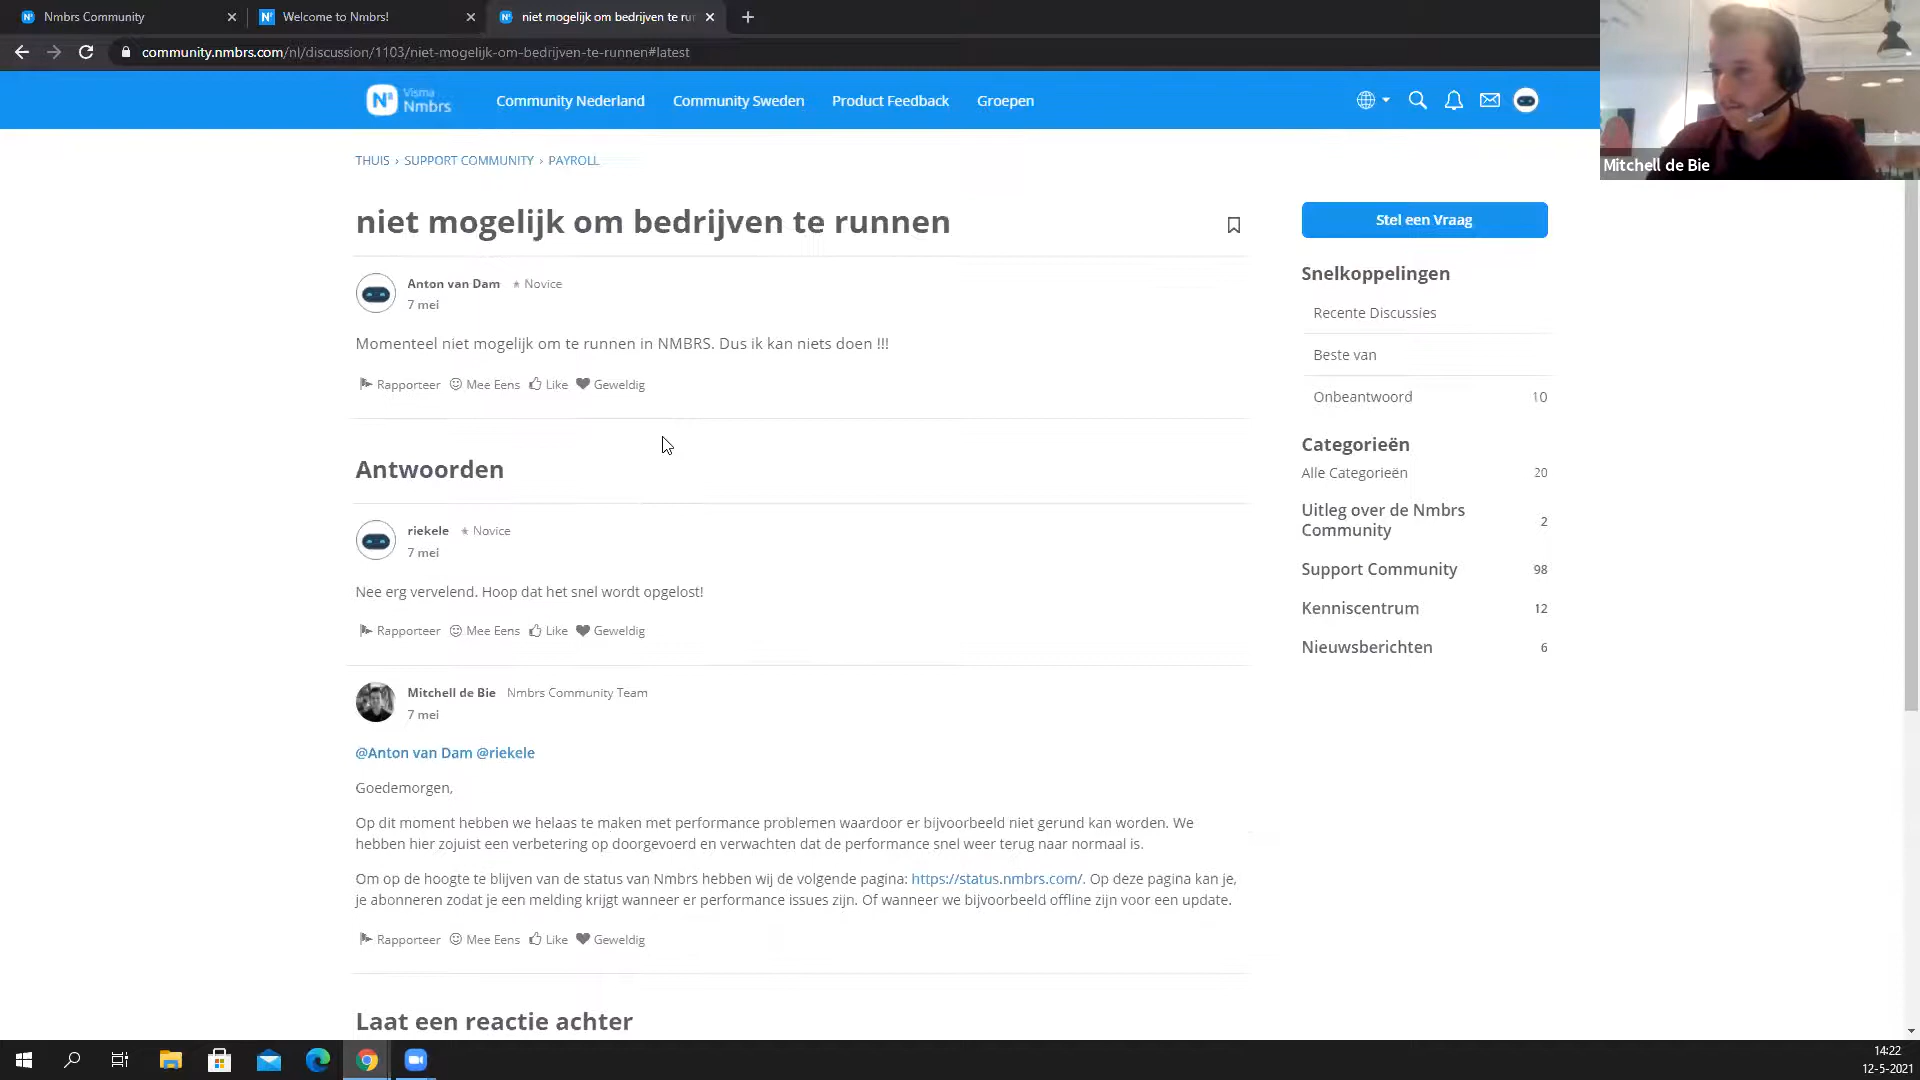 Nmbrs Community
Welcome to Nmbrs!
niet mogelijk om bedrijven te ru
community.nmbrs.com/nl/discussion/1103/niet-mogelijk-om-bedrijven-te-runnen#latest
Visma
Nmbrs
Community Nederland
Community Sweden
Product Feedback
Groepen
Mitchell de Bie
THUIS › SUPPORT COMMUNITY › PAYROLL
niet mogelijk om bedrijven te runnen
Anton van Dam ★ Novice
7 mei
Momenteel niet mogelijk om te runnen in NMBRS. Dus ik kan niets doen !!!
Rapporteer Mee Eens Like Geweldig
Antwoorden
riekele ★ Novice
7 mei
Nee erg vervelend. Hoop dat het snel wordt opgelost!
Rapporteer Mee Eens Like Geweldig
Mitchell de Bie Nmbrs Community Team
7 mei
@Anton van Dam @riekele
Goedemorgen,
Op dit moment hebben we helaas te maken met performance problemen waardoor er bijvoorbeeld niet gerund kan worden. We
hebben hier zojuist een verbetering op doorgevoerd en verwachten dat de performance snel weer terug naar normaal is.
Om op de hoogte te blijven van de status van Nmbrs hebben wij de volgende pagina: https://status.nmbrs.com/. Op deze pagina kan je,
je abonneren zodat je een melding krijgt wanneer er performance issues zijn. Of wanneer we bijvoorbeeld offline zijn voor een update.
Rapporteer Mee Eens Like Geweldig
Laat een reactie achter
Stel een Vraag
Snelkoppelingen
Recente Discussies
Beste van
Onbeantwoord 10
Categorieën
Alle Categorieën 20
Uitleg over de Nmbrs
Community 2
Support Community 98
Kenniscentrum 12
Nieuwsberichten 6
14:22
12-5-2021